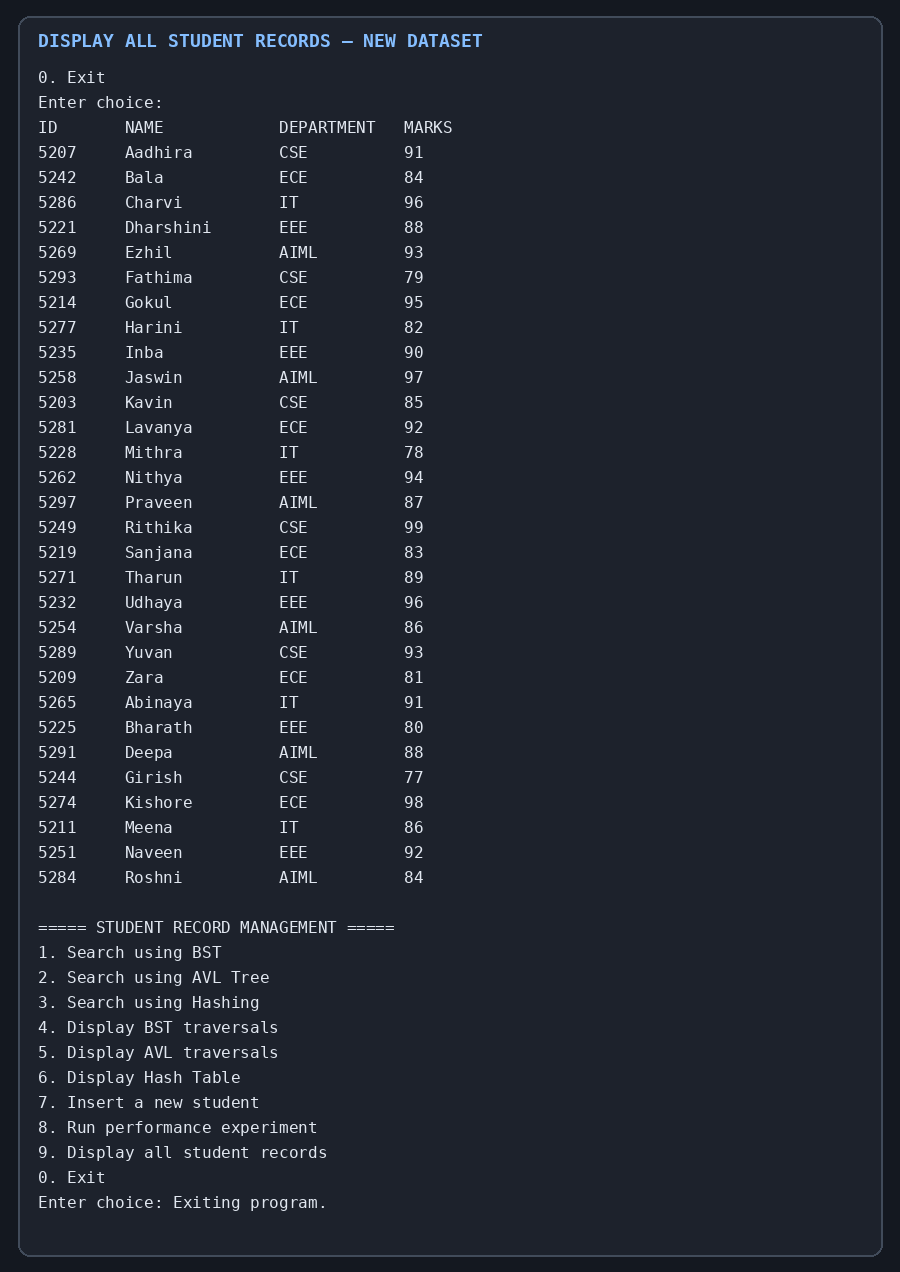 DISPLAY ALL STUDENT RECORDS — NEW DATASET
0. Exit
Enter choice:
ID       NAME            DEPARTMENT   MARKS
5207     Aadhira         CSE          91
5242     Bala            ECE          84
5286     Charvi          IT           96
5221     Dharshini       EEE          88
5269     Ezhil           AIML         93
5293     Fathima         CSE          79
5214     Gokul           ECE          95
5277     Harini          IT           82
5235     Inba            EEE          90
5258     Jaswin          AIML         97
5203     Kavin           CSE          85
5281     Lavanya         ECE          92
5228     Mithra          IT           78
5262     Nithya          EEE          94
5297     Praveen         AIML         87
5249     Rithika         CSE          99
5219     Sanjana         ECE          83
5271     Tharun          IT           89
5232     Udhaya          EEE          96
5254     Varsha          AIML         86
5289     Yuvan           CSE          93
5209     Zara            ECE          81
5265     Abinaya         IT           91
5225     Bharath         EEE          80
5291     Deepa           AIML         88
5244     Girish          CSE          77
5274     Kishore         ECE          98
5211     Meena           IT           86
5251     Naveen          EEE          92
5284     Roshni          AIML         84
===== STUDENT RECORD MANAGEMENT =====
1. Search using BST
2. Search using AVL Tree
3. Search using Hashing
4. Display BST traversals
5. Display AVL traversals
6. Display Hash Table
7. Insert a new student
8. Run performance experiment
9. Display all student records
0. Exit
Enter choice: Exiting program.